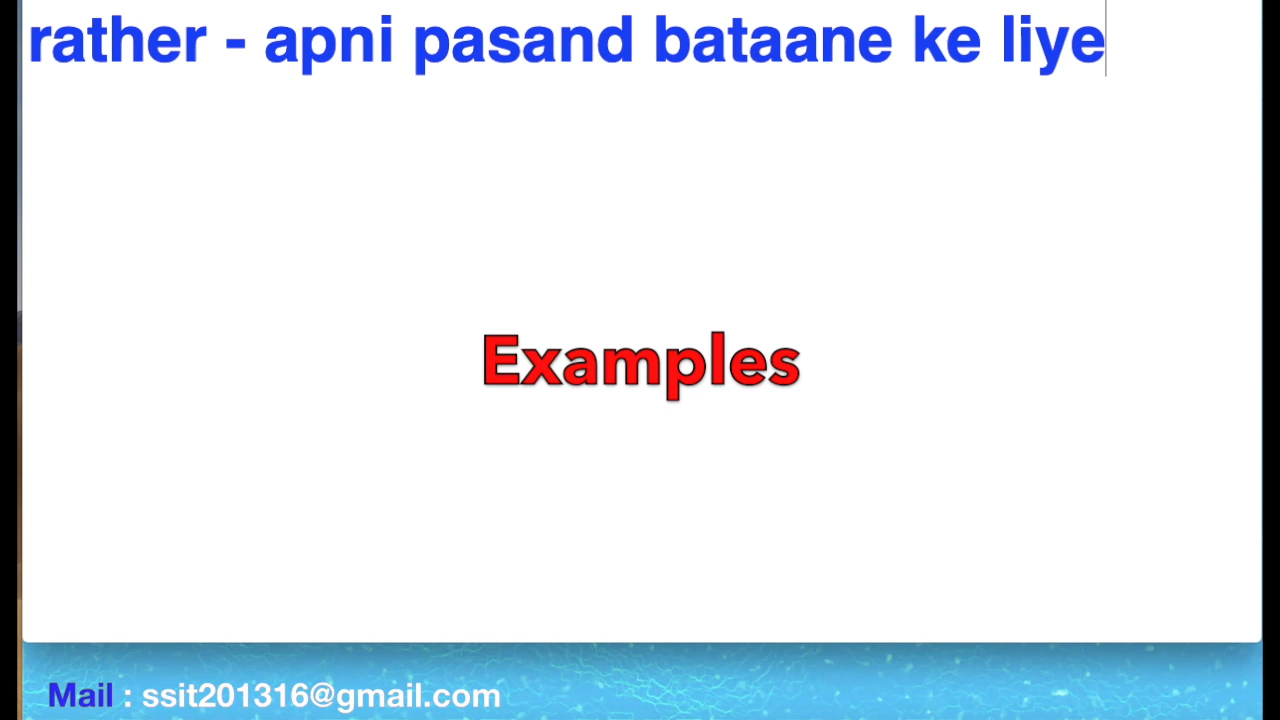 rather - apni pasand bataane ke liye
Examples
Mail : ssit201316@gmail.com